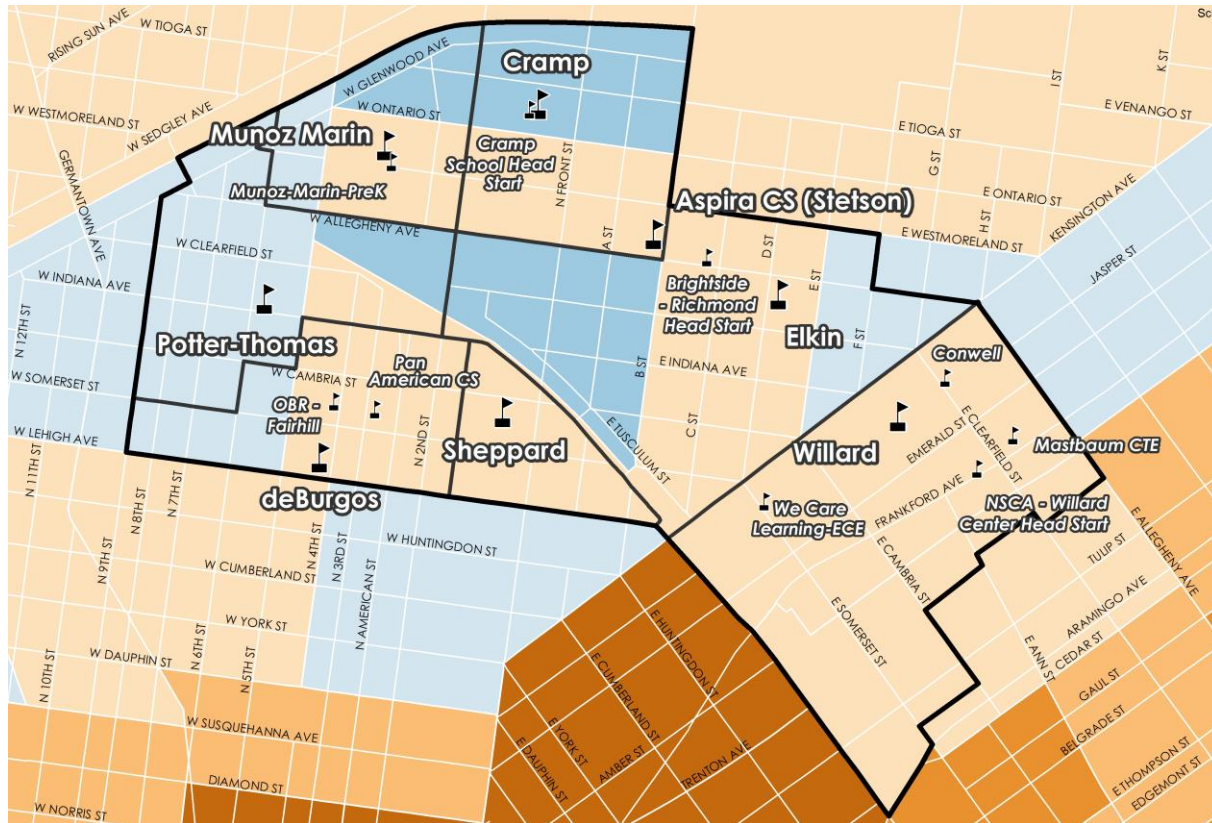 Sc
RISING SUN AVE
W TIOGA ST
W GLENWOOD AVE
Cramp
K ST
I ST
W WESTMORELAND ST
W SEDGLEY AVE
W ONTARIO ST
E VENANGO ST
Munoz Marin
Cramp
School Head
Start
E TIOGA ST
G ST
GERMANTOWN AVE
Munoz-Marin-PreK
N FRONT ST
E ONTARIO ST
KENSINGTON AVE
Aspira CS (Stetson)
H ST
W ALLEGHENY AVE
A ST
E WESTMORELAND ST
W CLEARFIELD ST
D ST
JASPER ST
W INDIANA AVE
Brightside
- Richmond
Head Start
E ST
N 12TH ST
Potter-Thomas
Elkin
F ST
Pan
American CS
B ST
E INDIANA AVE
Conwell
W SOMERSET ST
W CAMBRIA ST
OBR -
Fairhill
N 2ND ST
C ST
E TUSCULUM ST
Sheppard
Willard
EMERALD ST
E CLEARFIELD ST
Mastbaum CTE
W LEHIGH AVE
N 11TH ST
N 8TH ST
N 7TH ST
deBurgos
We Care
Learning-ECE
FRANKFORD AVE
NSCA - Willard
Center Head Start
N 9TH ST
N 4TH ST
N 3RD ST
W HUNTINGDON ST
E CAMBRIA ST
TULIP ST
E ALLEGHENY AVE
W CUMBERLAND ST
N AMERICAN ST
W YORK ST
E HUNTINGDON ST
E SOMERSET ST
ARAMINGO AVE
W DAUPHIN ST
N 6TH ST
N 5TH ST
N 10TH ST
E CUMBERLAND ST
E ANN ST
CEDAR ST
GAUL ST
W SUSQUEHANNA AVE
E YORK ST
E DAUPHIN ST
AMBER ST
TRENTON AVE
BELGRADE ST
DIAMOND ST
E THOMPSON ST
EDGEMONT ST
W NORRIS ST